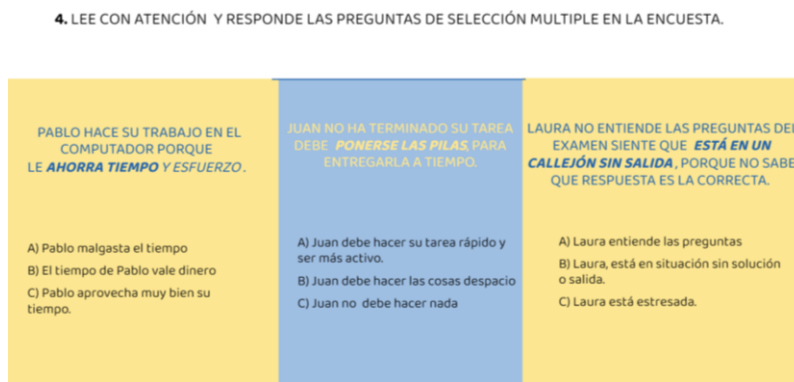 4. LEE CON ATENCIÓN Y RESPONDE LAS PREGUNTAS DE SELECCIÓN MULTIPLE EN LA ENCUESTA.
PABLO HACE SU TRABAJO EN EL
COMPUTADOR PORQUE
LE AHORRA TIEMPO Y ESFUERZO.
A) Pablo malgasta el tiempo
B) El tiempo de Pablo vale dinero
C) Pablo aprovecha muy bien su
tiempo.
JUAN NO HA TERMINADO SU TAREA
DEBE PONERSE LAS PILAS, PARA
ENTREGARLA A TIEMPO.
A) Juan debe hacer su tarea rápido y
ser más activo.
B) Juan debe hacer las cosas despacio
C) Juan no debe hacer nada
LAURA NO ENTIENDE LAS PREGUNTAS DEL
EXAMEN SIENTE QUE ESTÁ EN UN
CALLEJÓN SIN SALIDA, PORQUE NO SABE
QUE RESPUESTA ES LA CORRECTA.
A) Laura entiende las preguntas
B) Laura, está en situación sin solución
o salida.
C) Laura está estresada.